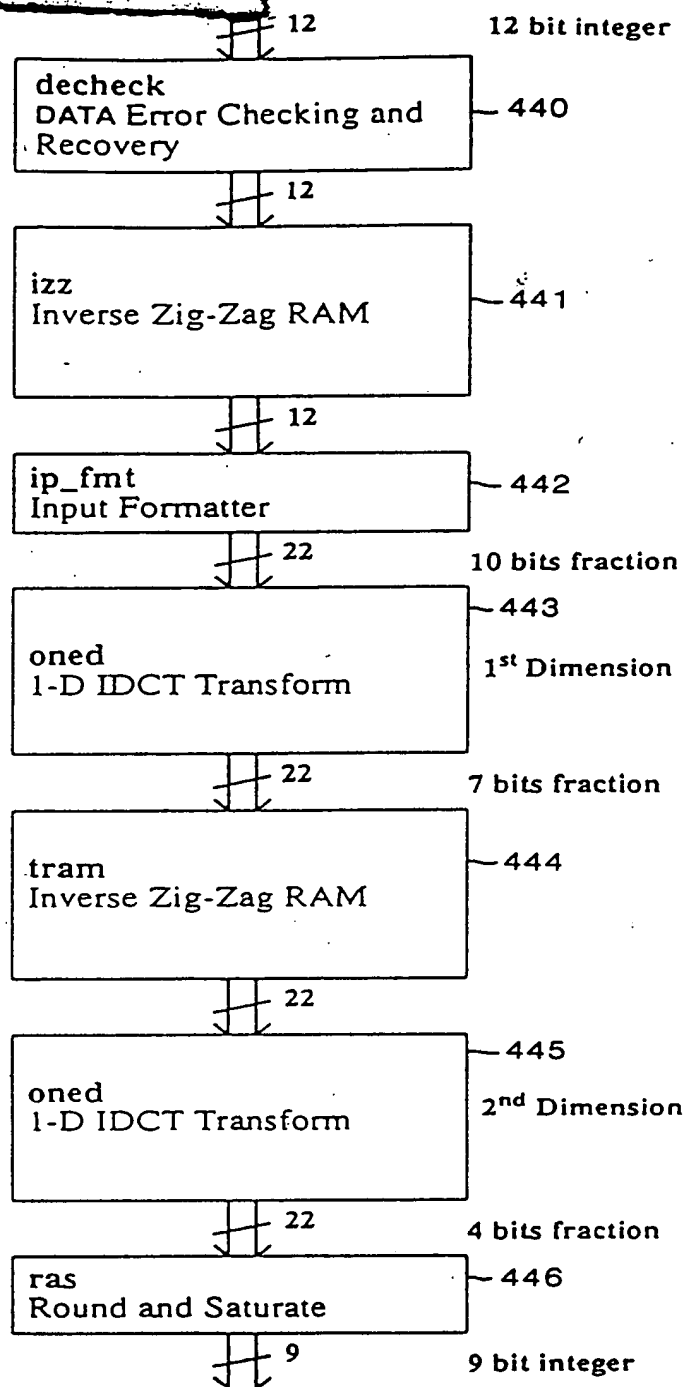 12 12 bit integer
decheck
DATA Error Checking and
Recovery
440
12
izz
Inverse Zig-Zag RAM
441
12
ip_fmt
Input Formatter
442
22 10 bits fraction
443
oned
1-D IDCT Transform
1st Dimension
22 7 bits fraction
tram
Inverse Zig-Zag RAM
444
22
445
oned
1-D IDCT Transform
2nd Dimension
22 4 bits fraction
ras
Round and Saturate
446
9 9 bit integer